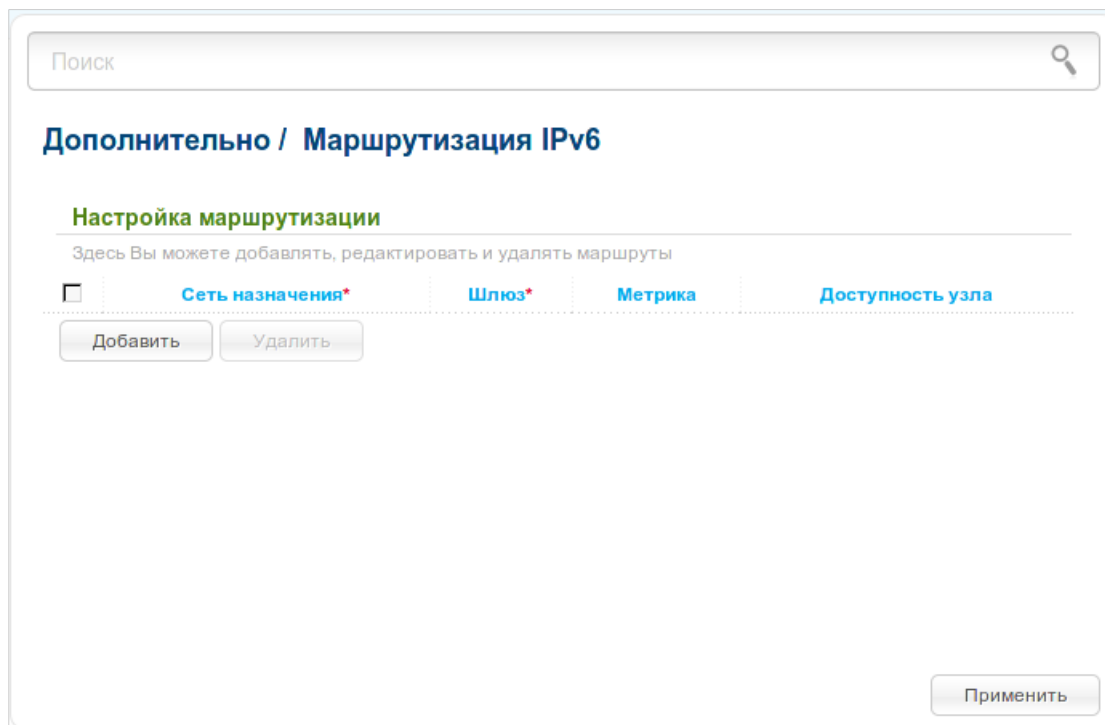 Поиск
Дополнительно / Маршрутизация IPv6
Настройка маршрутизации
Здесь Вы можете добавлять, редактировать и удалять маршруты
Сеть назначения* Шлюз* Метрика Доступность узла
Добавить Удалить
Применить